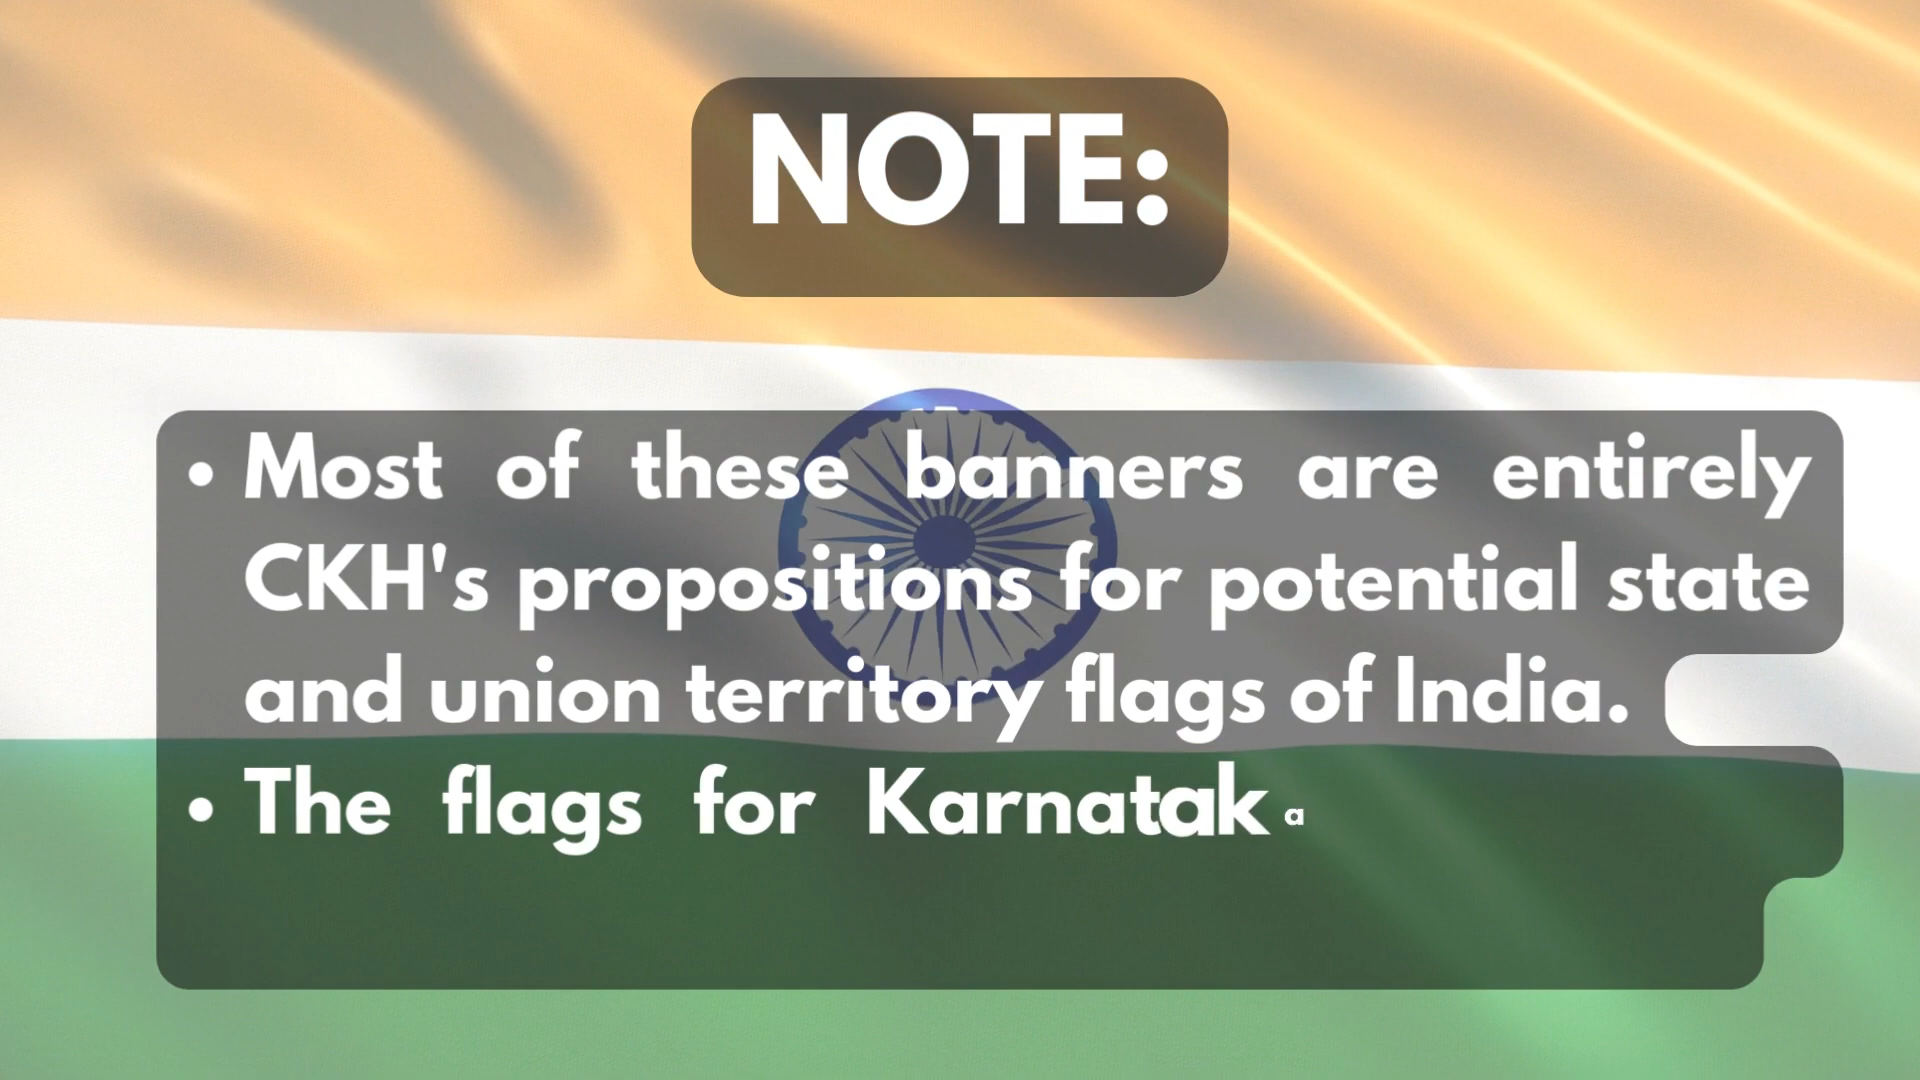 NOTE:
• Most of these banners are entirely
CKH's propositions for potential state
and union territory flags of India.
• The flags for Karnataka